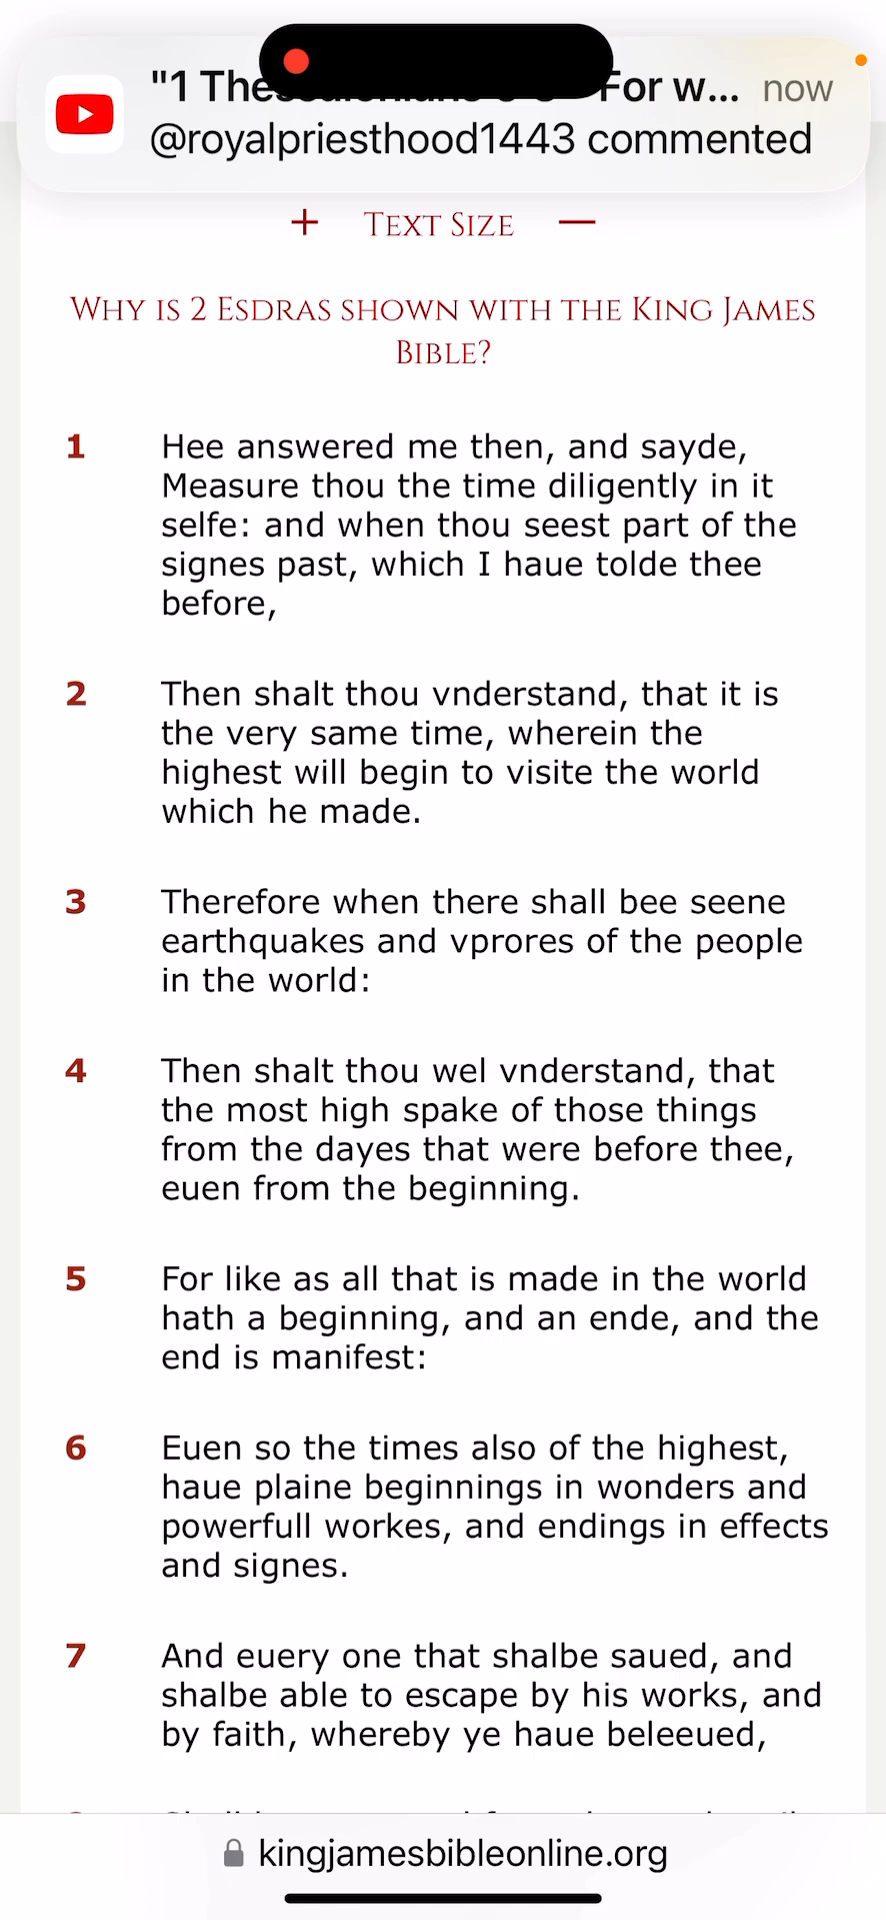 "1 The For w... now
@royalpriesthood1443 commented
+ Text Size —
Why is 2 Esdras shown with the King James
Bible?
1 Hee answered me then, and sayde,
Measure thou the time diligently in it
selfe: and when thou seest part of the
signes past, which I haue tolde thee
before,
2 Then shalt thou vnderstand, that it is
the very same time, wherein the
highest will begin to visite the world
which he made.
3 Therefore when there shall bee seene
earthquakes and vprores of the people
in the world:
4 Then shalt thou wel vnderstand, that
the most high spake of those things
from the dayes that were before thee,
euen from the beginning.
5 For like as all that is made in the world
hath a beginning, and an ende, and the
end is manifest:
6 Euen so the times also of the highest,
haue plaine beginnings in wonders and
powerfull workes, and endings in effects
and signes.
7 And euery one that shalbe saued, and
shalbe able to escape by his works, and
by faith, whereby ye haue beleeued,
kingjamesbibleonline.org